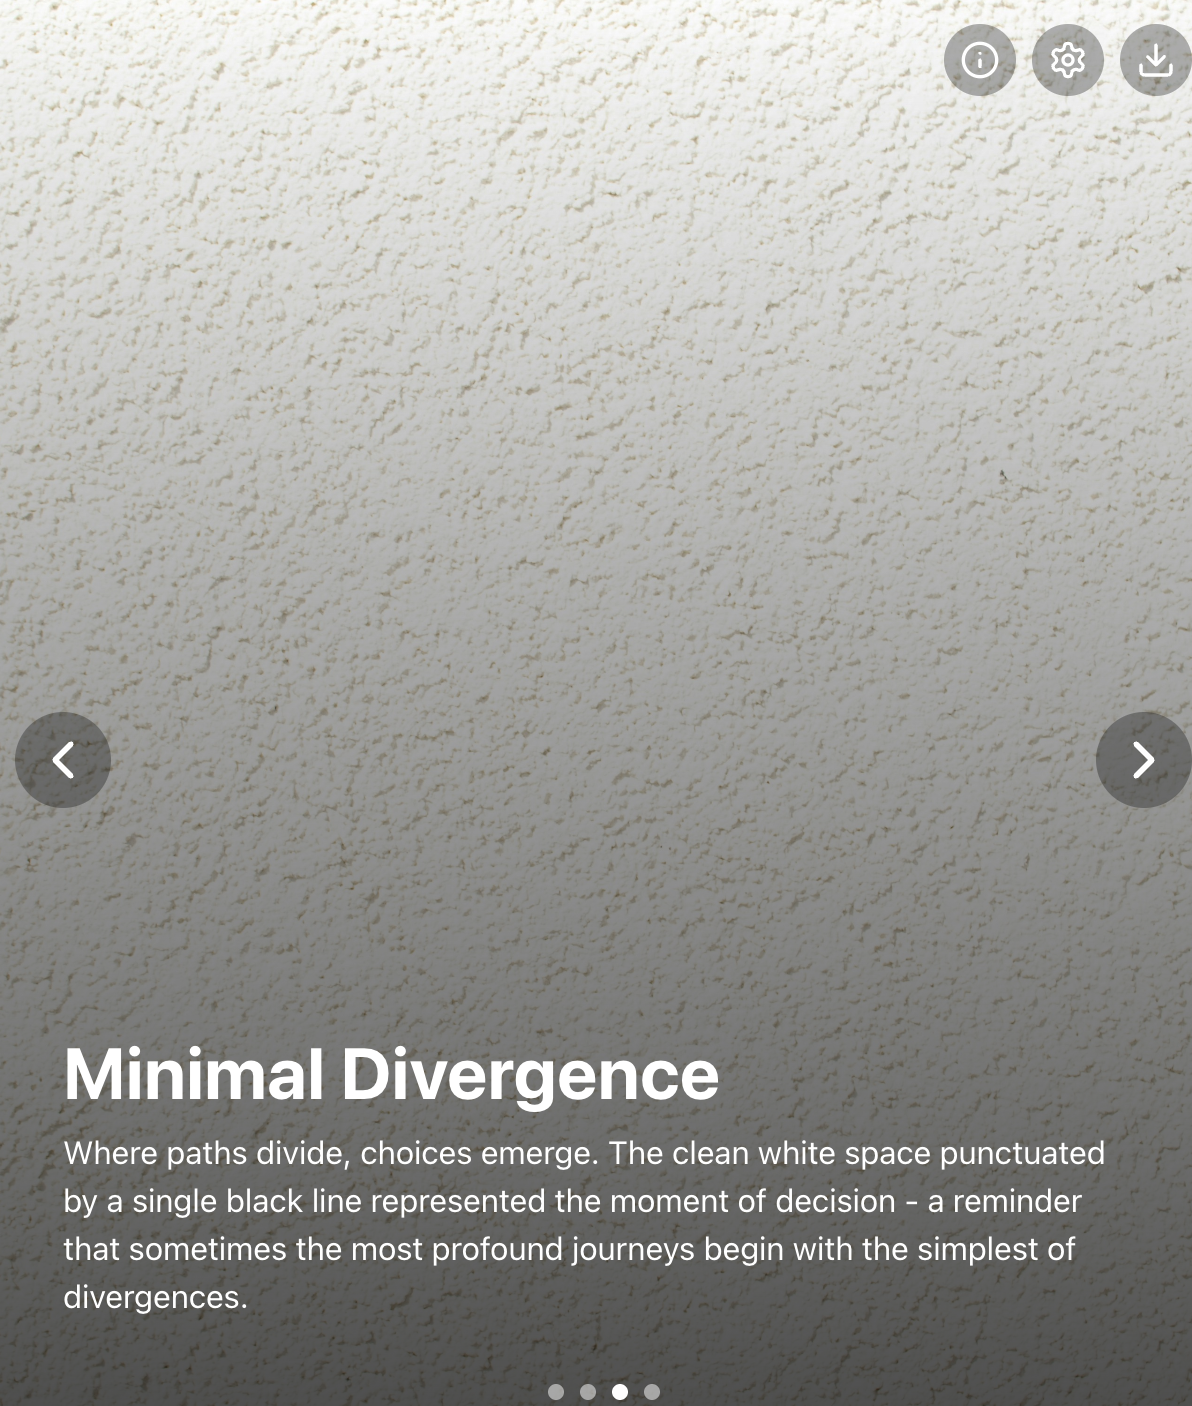 Minimal Divergence
Where paths divide, choices emerge. The clean white space punctuated
by a single black line represented the moment of decision - a reminder
that sometimes the most profound journeys begin with the simplest of
divergences.